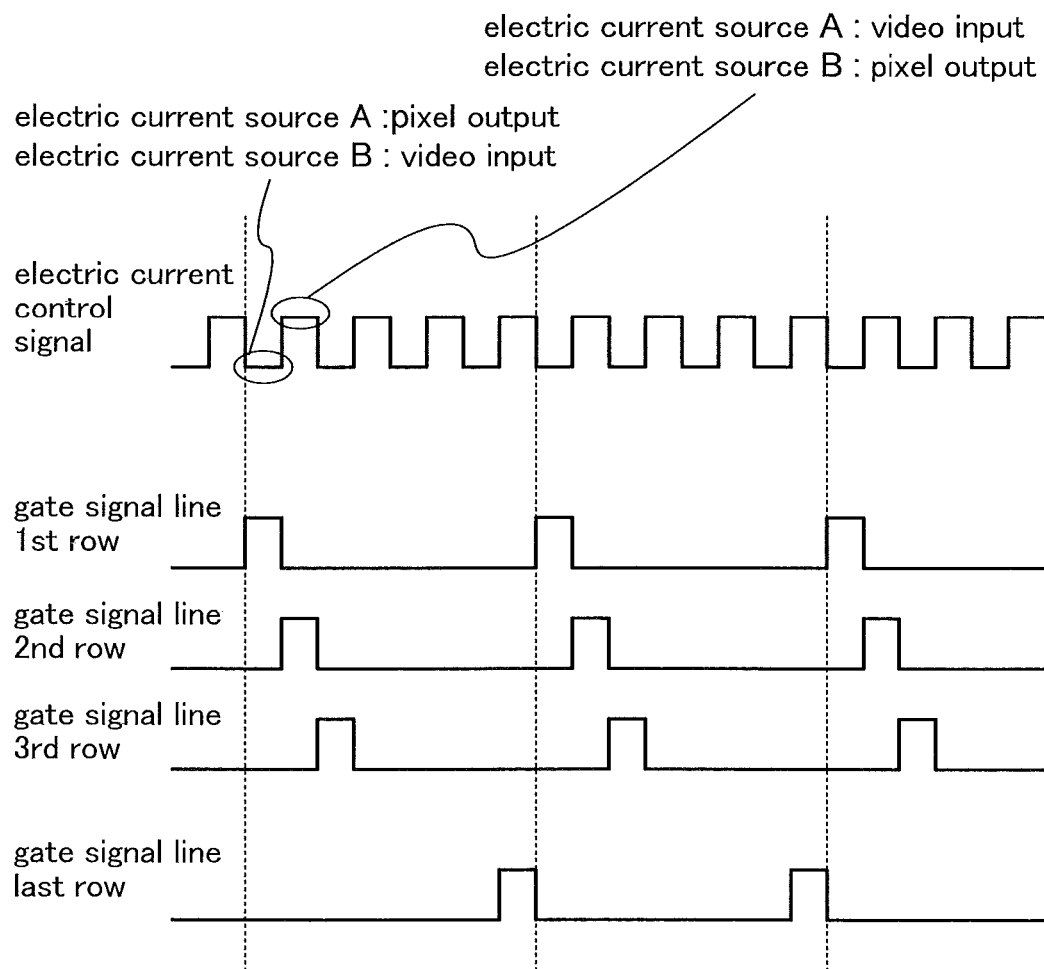 electric current source A : video input
electric current source B : pixel output
electric current source A :pixel output
electric current source B : video input
electric current
control
signal
gate signal line
1st row
gate signal line
2nd row
gate signal line
3rd row
gate signal line
last row